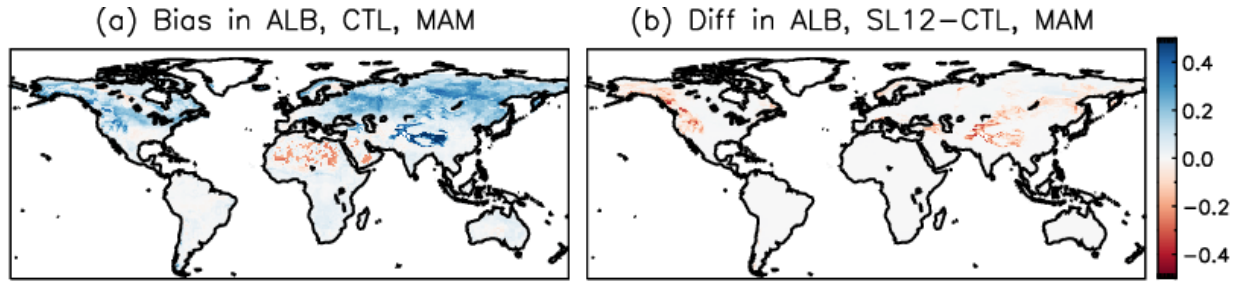 (a) Bias in ALB, CTL, MAM
(b) Diff in ALB, SL12−CTL, MAM
0.4
0.2
0.0
−0.2
−0.4